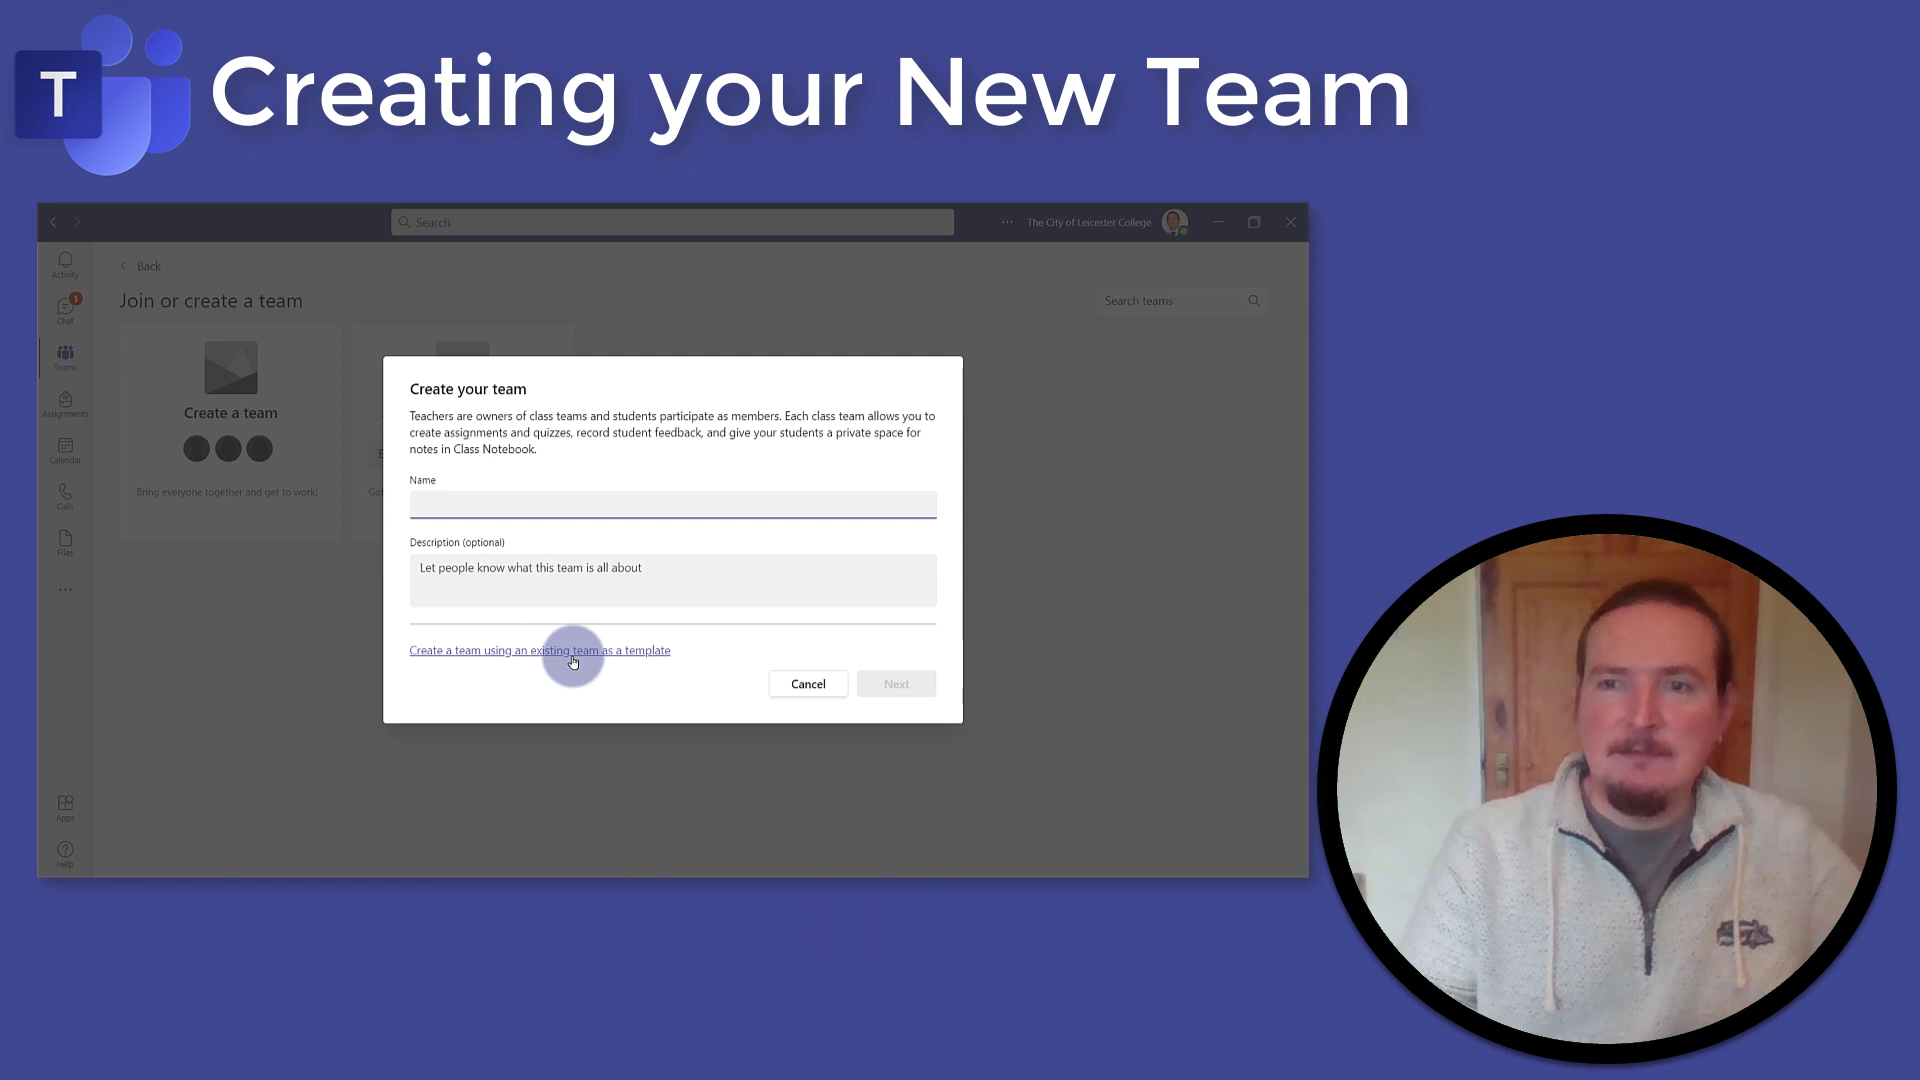 T Creating your New Team
Search
The City of Leicester College
Activity
Back
Join or create a team
Search teams
1
Chat
Teams
Create a team
Assignments
Calendar
Bring everyone together and get to work!
Got
Calls
Files
Create your team
Teachers are owners of class teams and students participate as members. Each class team allows you to
create assignments and quizzes, record student feedback, and give your students a private space for
notes in Class Notebook.
Name
Description (optional)
Let people know what this team is all about
Create a team using an existing team as a template
Cancel
Next
Apps
Help